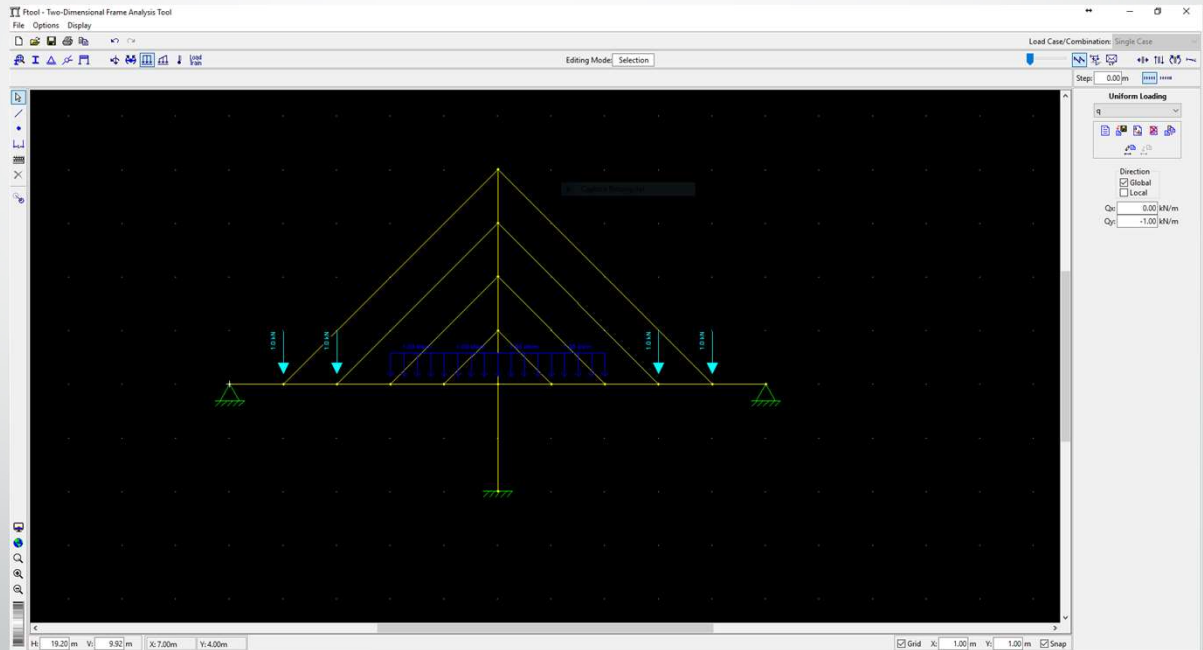 Ftool - Two-Dimensional Frame Analysis Tool
File Options Display
Load Case/Combination: Single Case
Load Train
Editing Mode: Selection
Step: 0.00 m
Uniform Loading
q
Direction
Global
Local
Qx: 0.00 kN/m
Qy: -1.00 kN/m
1.0 kN
1.0 kN
1.0 kN
1.0 kN
H: 19.20 m V: 9.92 m X: 7.00m Y: 4.00m
Grid X: 1.00 m Y: 1.00 m Snap